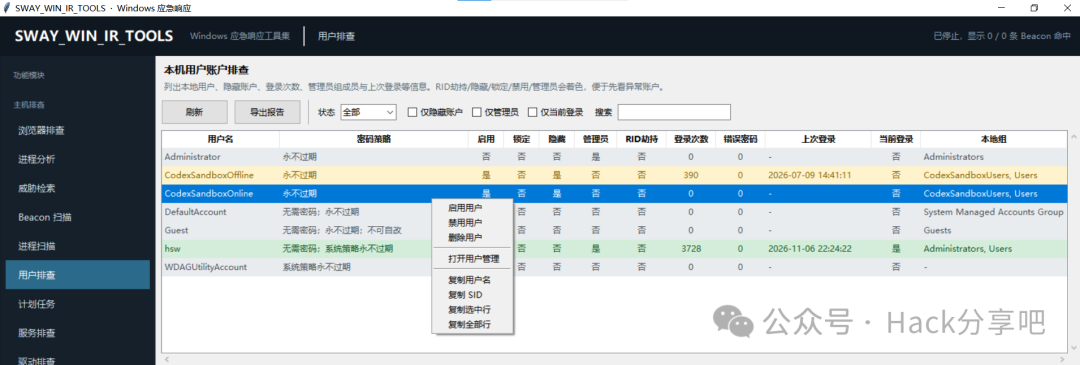 SWAY_WIN_IR_TOOLS · Windows 应急响应
SWAY_WIN_IR_TOOLS Windows 应急响应工具集 用户排查 已停止，显示 0 / 0 条 Beacon 命中
功能模块
主机排查
浏览器排查
进程分析
威胁检索
Beacon 扫描
进程扫描
用户排查
计划任务
服务排查
驱动排查
本机用户账户排查
列出本地用户、隐藏账户、登录次数、管理员组成员与上次登录等信息。RID劫持/隐藏/锁定/禁用/管理员会着色，便于先看异常账户。
刷新 导出报告 状态 全部 仅隐藏账户 仅管理员 仅当前登录 搜索
用户名 密码策略 启用 锁定 隐藏 管理员 RID劫持 登录次数 错误密码 上次登录 当前登录 本地组
Administrator 永不过期 否 否 否 是 否 0 0 - 否 Administrators
CodexSandboxOffline 永不过期 是 否 是 否 否 390 0 2026-07-09 14:41:11 否 CodexSandboxUsers, Users
CodexSandboxOnline 永不过期 是 否 是 否 否 0 0 - 否 CodexSandboxUsers, Users
DefaultAccount 无需密码；永不过期 否 否 否 否 0 0 - 否 System Managed Accounts Group
Guest 无需密码；永不过期；不可自改 否 否 否 否 0 0 - 否 Guests
hsw 无需密码；系统策略永不过期 否 否 是 否 3728 0 2026-11-06 22:24:22 是 Administrators, Users
WDAGUtilityAccount 系统策略永不过期 否 否 否 否 0 0 - 否 -
启用用户
禁用用户
删除用户
打开用户管理
复制用户名
复制 SID
复制选中行
复制全部行
公众号 · Hack分享吧